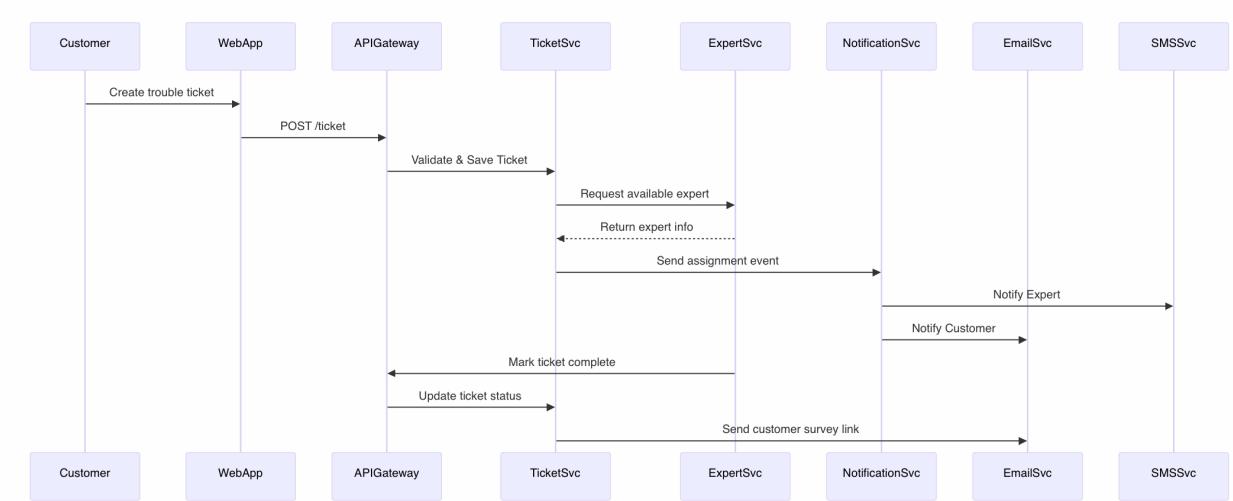 Customer WebApp APIGateway TicketSvc ExpertSvc NotificationSvc EmailSvc SMSSvc
Create trouble ticket
POST /ticket
Validate & Save Ticket
Request available expert
Return expert info
Send assignment event
Notify Expert
Notify Customer
Mark ticket complete
Update ticket status
Send customer survey link
Customer WebApp APIGateway TicketSvc ExpertSvc NotificationSvc EmailSvc SMSSvc